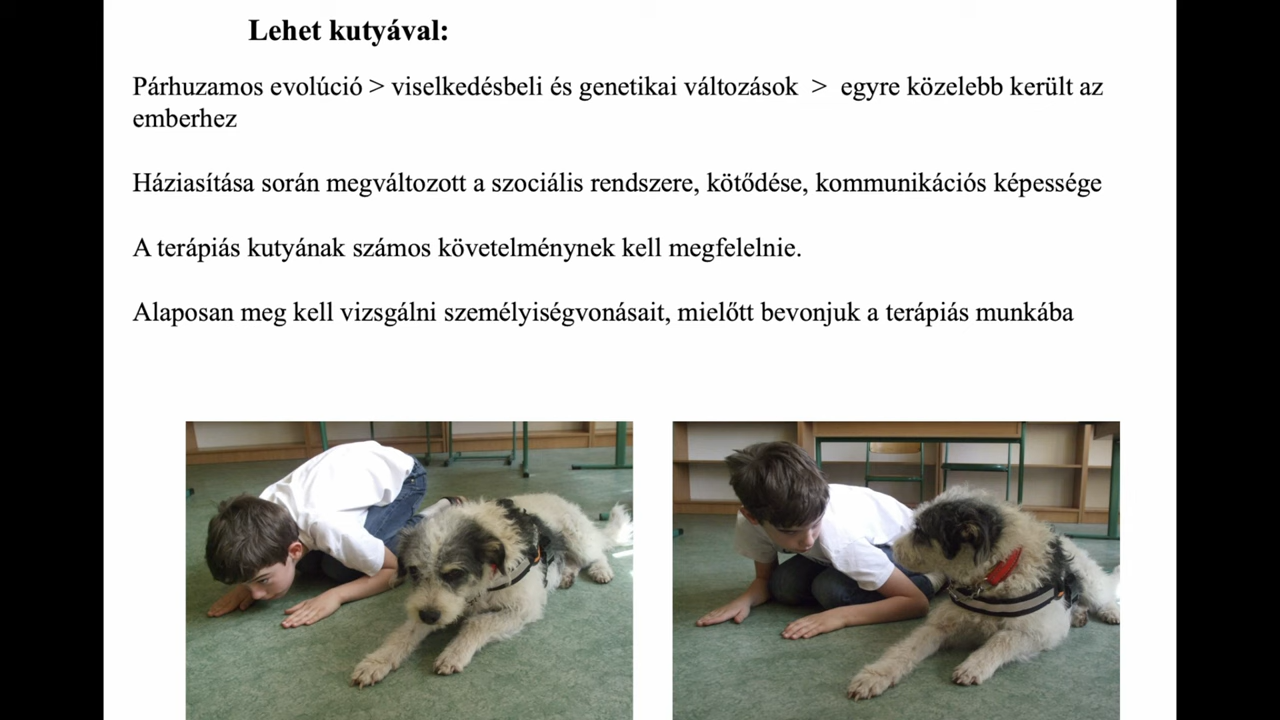 Lehet kutyával:
Párhuzamos evolúció > viselkedésbeli és genetikai változások > egyre közelebb került az
emberhez
Háziasítása során megváltozott a szociális rendszere, kötődése, kommunikációs képessége
A terápiás kutyának számos követelménynek kell megfelelnie.
Alaposan meg kell vizsgálni személyiségvonásait, mielőtt bevonjuk a terápiás munkába